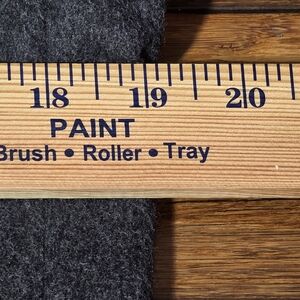 18 19 20
PAINT
Brush • Roller • Tray